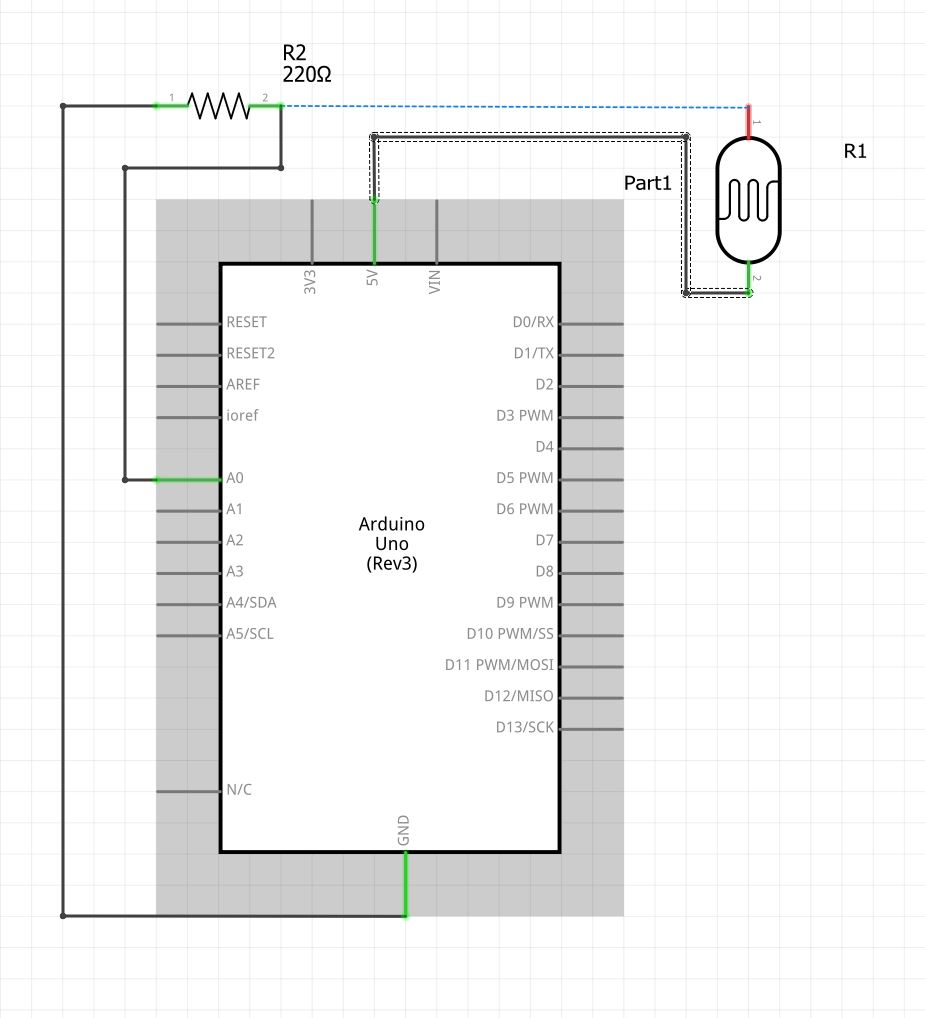 R2
220Ω
1
2
1
R1
Part1
2
3V3
5V
VIN
RESET
D0/RX
RESET2
D1/TX
AREF
D2
ioref
D3 PWM
D4
A0
D5 PWM
A1
D6 PWM
Arduino
Uno
(Rev3)
A2
D7
A3
D8
A4/SDA
D9 PWM
A5/SCL
D10 PWM/SS
D11 PWM/MOSI
D12/MISO
D13/SCK
N/C
GND